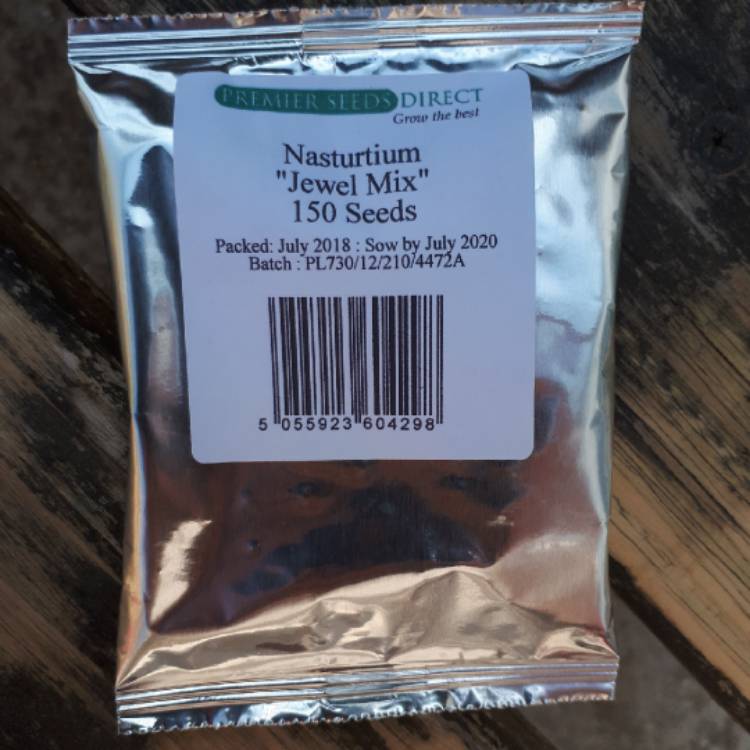 PREMIER SEEDS DIRECT
Grow the best
Nasturtium
"Jewel Mix"
150 Seeds
Packed: July 2018 : Sow by July 2020
Batch : PL730/12/210/4472A
5 055923 604298